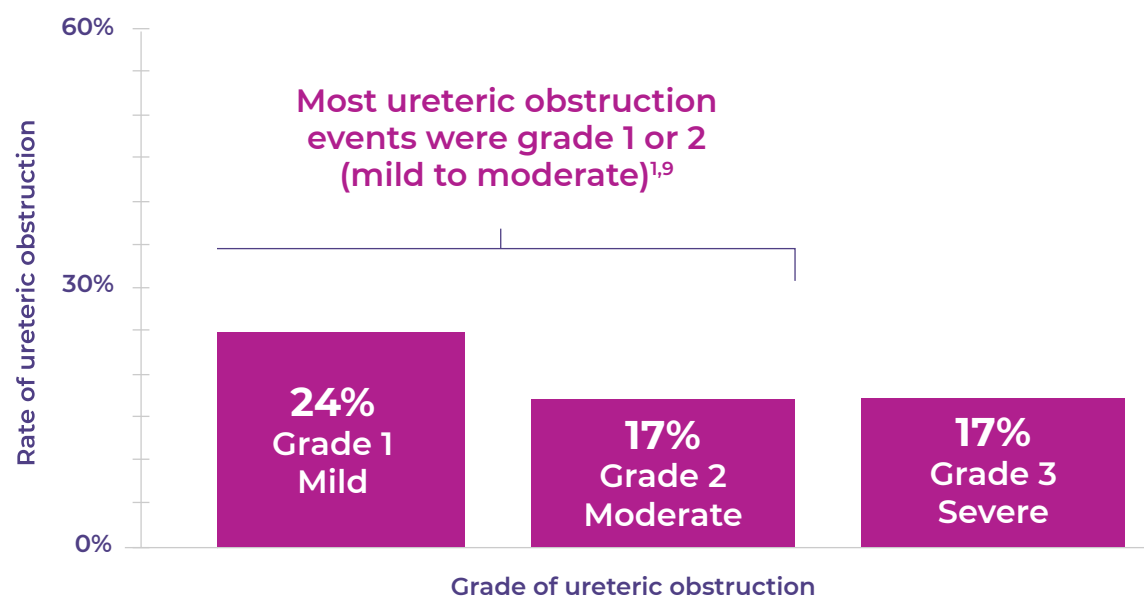 60%
Most ureteric obstruction
events were grade 1 or 2
(mild to moderate)1,9
Rate of ureteric obstruction
30%
24%
Grade 1
Mild
17%
Grade 2
Moderate
17%
Grade 3
Severe
0%
Grade of ureteric obstruction